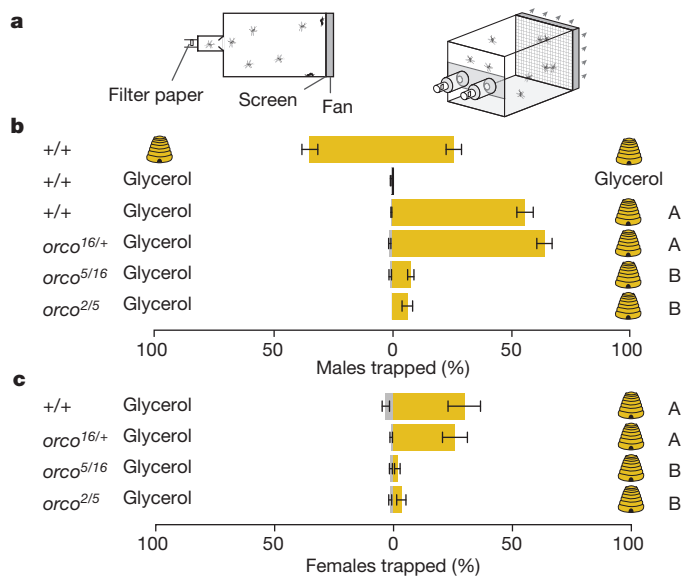 a
Filter paper
Screen
Fan
b
+/+
+/+ Glycerol Glycerol
+/+ Glycerol A
orco16/+ Glycerol A
orco5/16 Glycerol B
orco2/5 Glycerol B
100 50 0 50 100
Males trapped (%)
c
+/+ Glycerol A
orco16/+ Glycerol A
orco5/16 Glycerol B
orco2/5 Glycerol B
100 50 0 50 100
Females trapped (%)